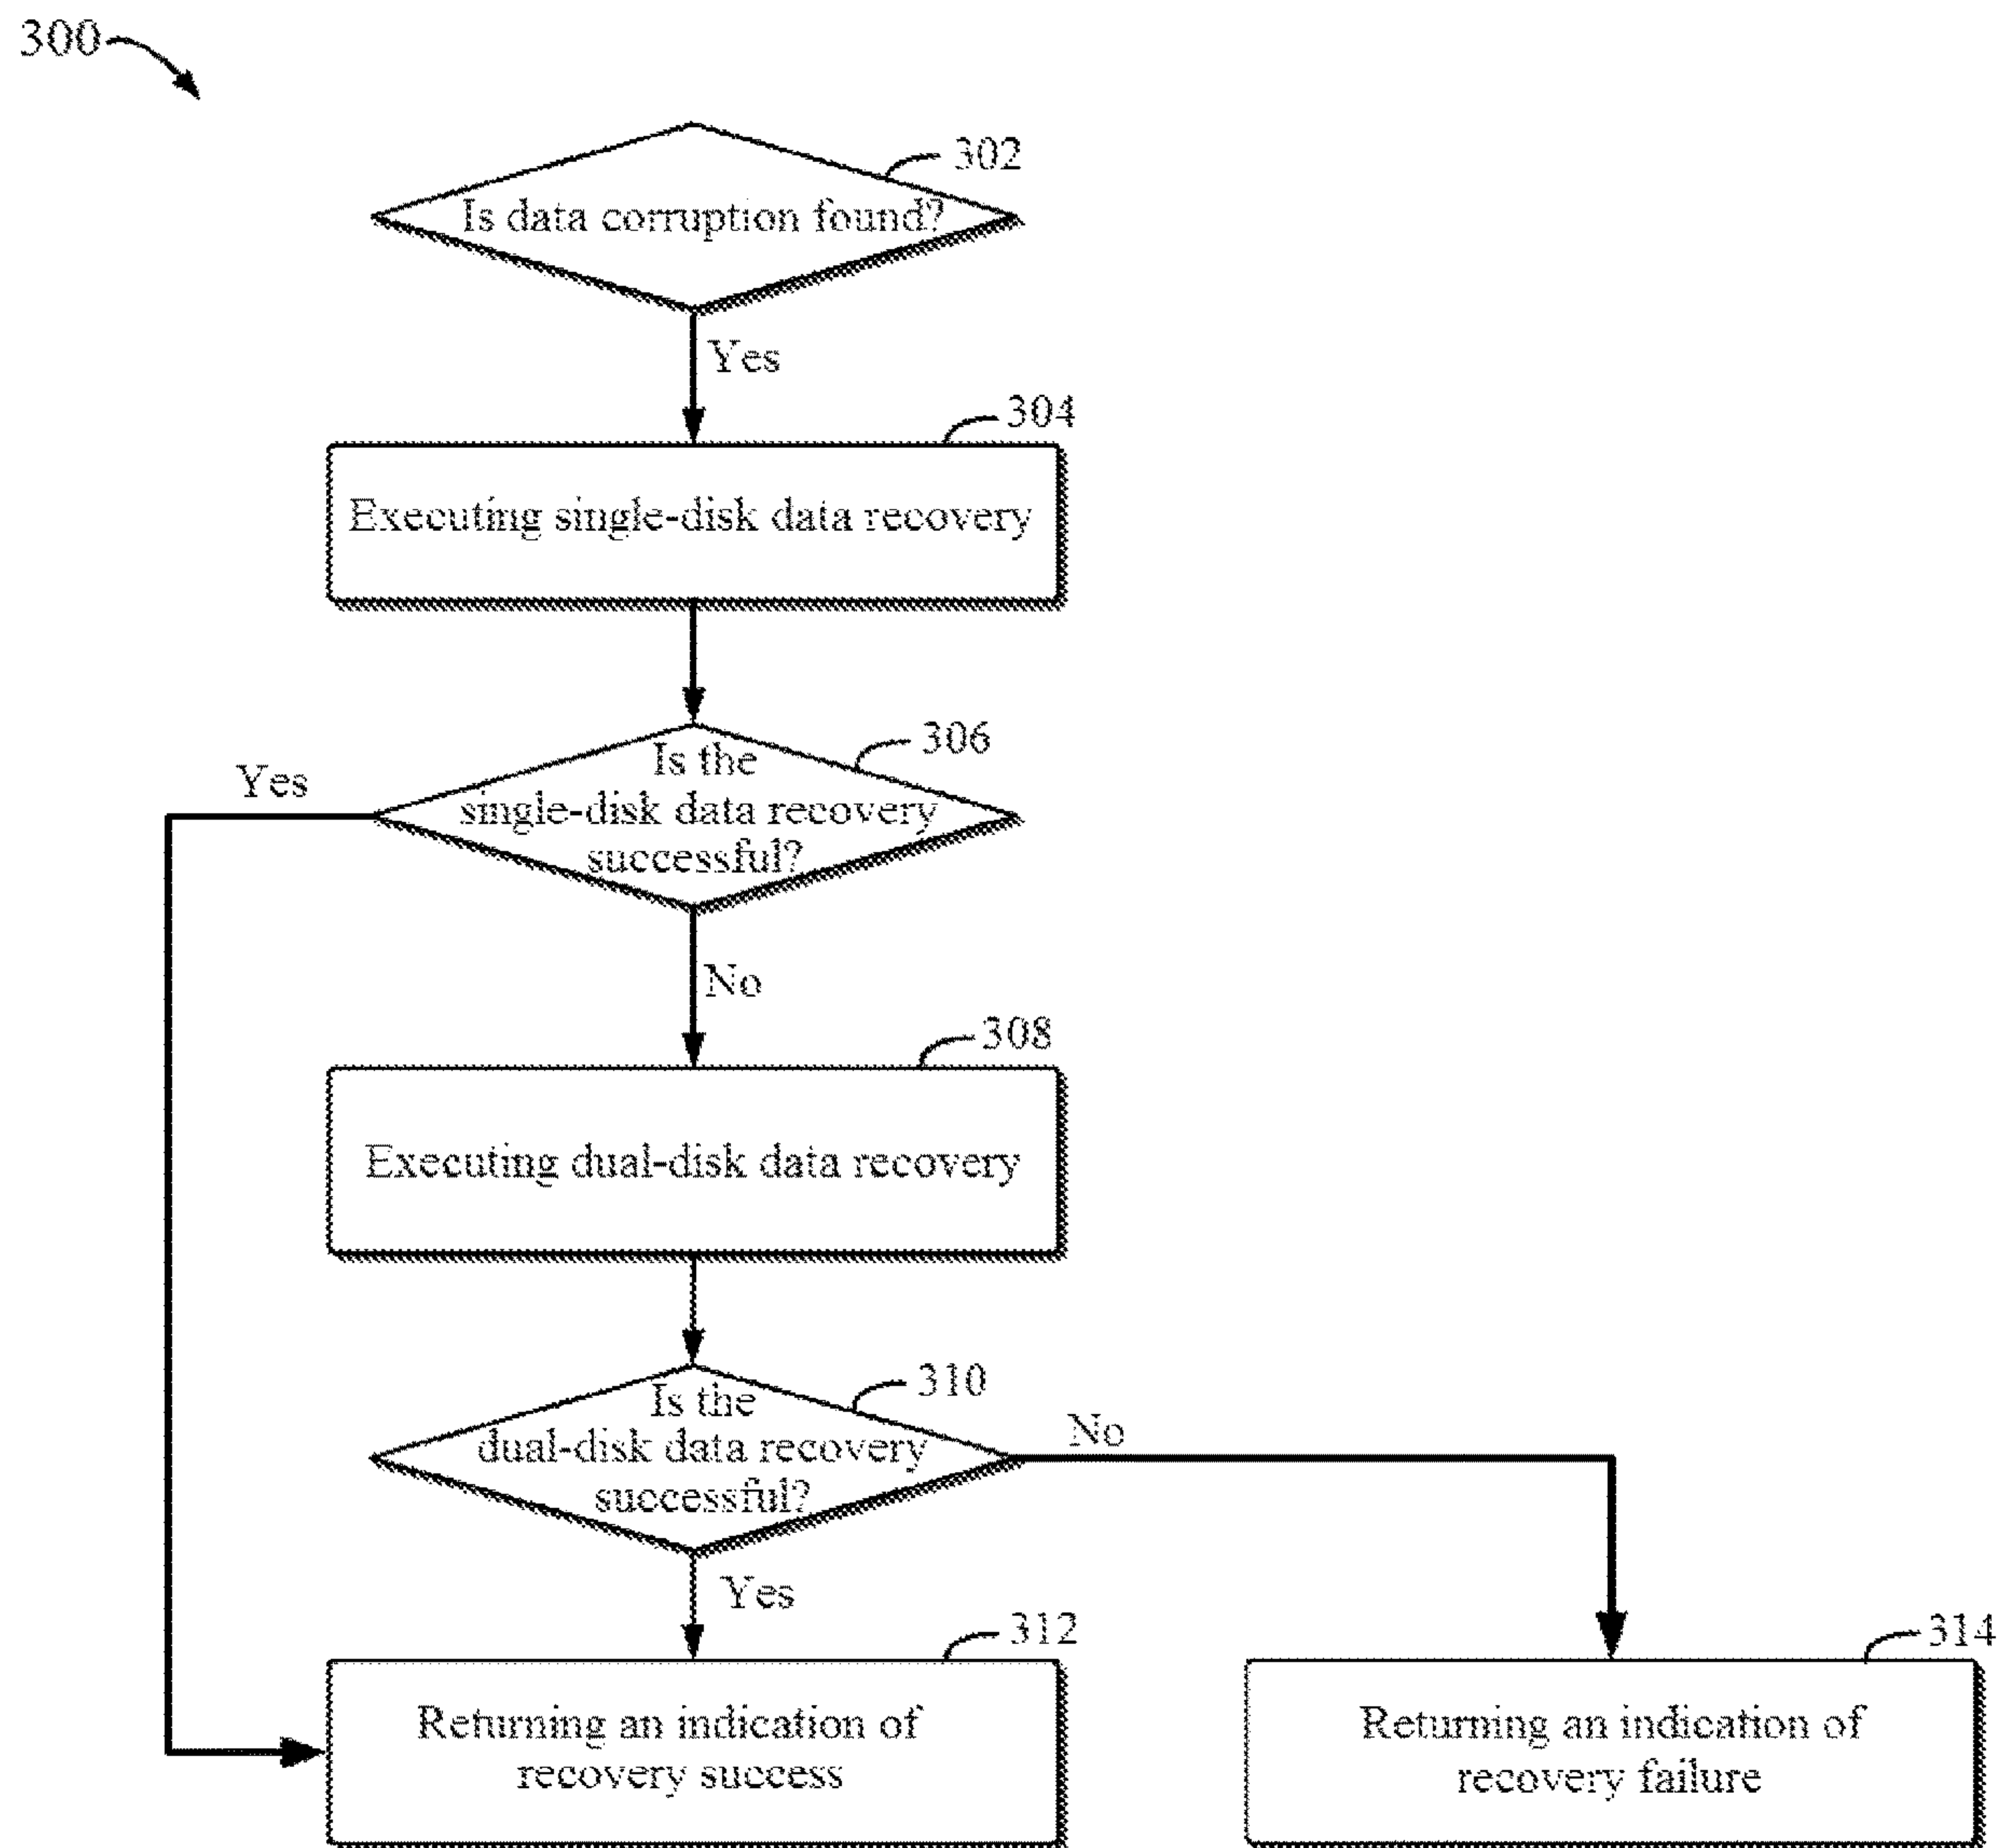 300
302
Is data corruption found?
Yes
304
Executing single-disk data recovery
306
Is the
single-disk data recovery
successful?
Yes
No
308
Executing dual-disk data recovery
310
Is the
dual-disk data recovery
successful?
No
Yes
312
Returning an indication of
recovery success
314
Returning an indication of
recovery failure